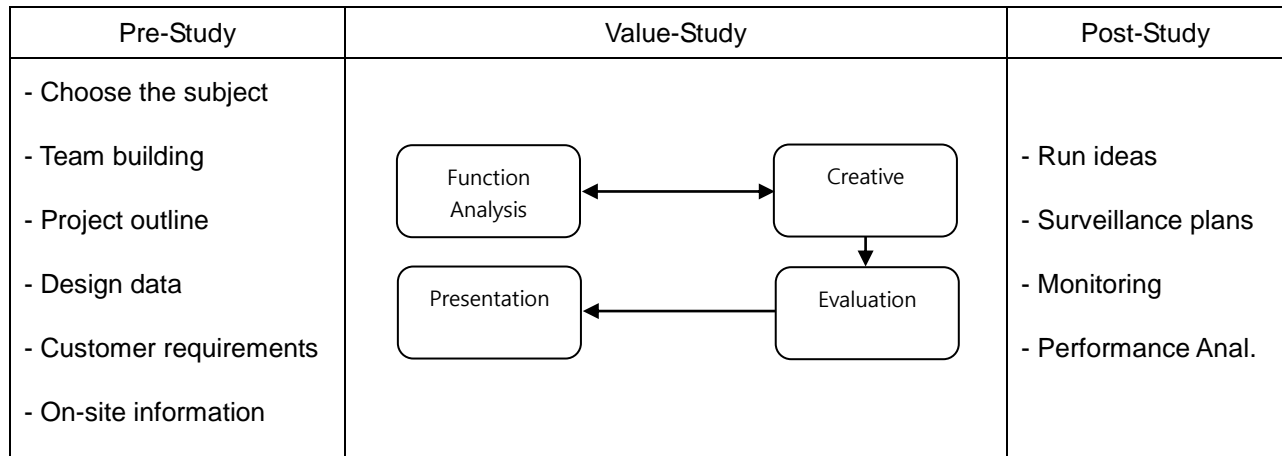 Pre-Study
Value-Study
Post-Study
- Choose the subject
- Team building
- Project outline
- Design data
- Customer requirements
- On-site information
Function
Analysis
Creative
Presentation
Evaluation
- Run ideas
- Surveillance plans
- Monitoring
- Performance Anal.